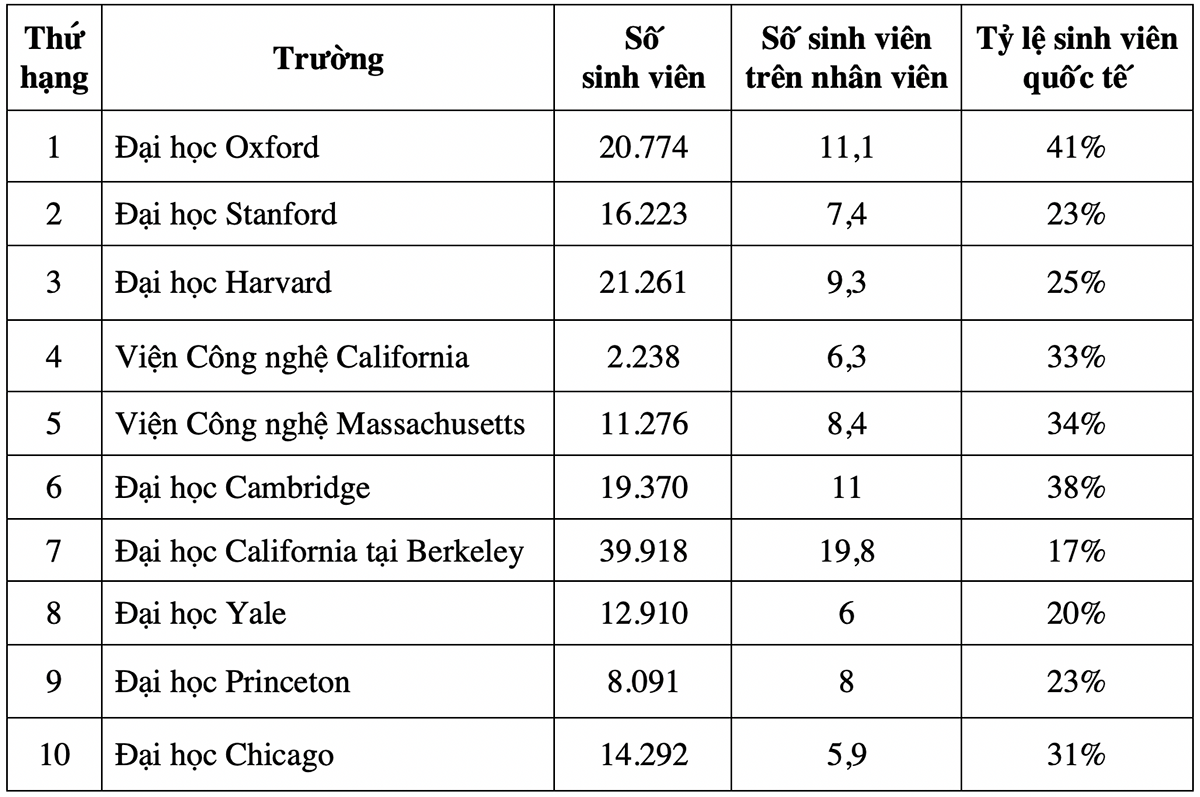 Thứ hạng Trường Số sinh viên Số sinh viên trên nhân viên Tỷ lệ sinh viên quốc tế
1 Đại học Oxford 20.774 11,1 41%
2 Đại học Stanford 16.223 7,4 23%
3 Đại học Harvard 21.261 9,3 25%
4 Viện Công nghệ California 2.238 6,3 33%
5 Viện Công nghệ Massachusetts 11.276 8,4 34%
6 Đại học Cambridge 19.370 11 38%
7 Đại học California tại Berkeley 39.918 19,8 17%
8 Đại học Yale 12.910 6 20%
9 Đại học Princeton 8.091 8 23%
10 Đại học Chicago 14.292 5,9 31%